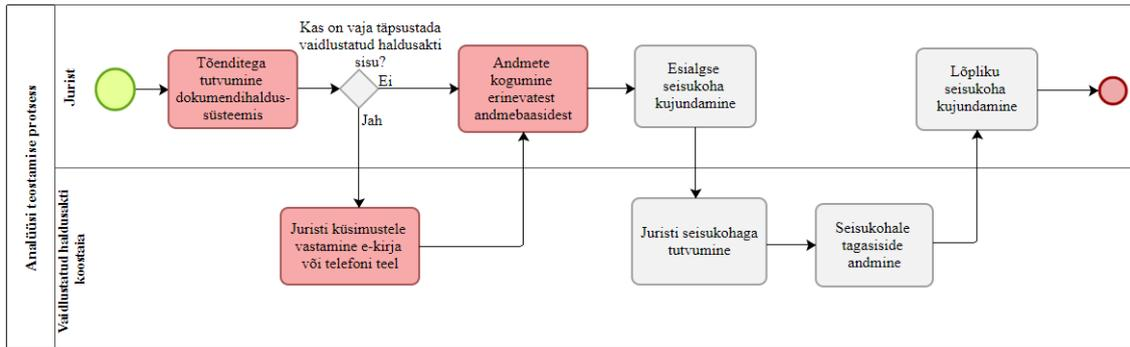 Analüüsi teostamise protsess
Jurist
Tõenditega
tutvumine
dokumendihaldus-
süsteemis
Kas on vaja täpsustada
vaidlustatud haldusakti
sisu?
Ei
Jah
Andmete
kogumine
erinevatest
andmebaasidest
Esialgse
seisukoha
kujundamine
Lõpliku
seisukoha
kujundamine
Vaidlustatud haldusakti
koostaja
Juristi küsimustele
vastamine e-kirja
või telefoni teel
Juristi seisukohaga
tutvumine
Seisukohale
tagasiside
andmine